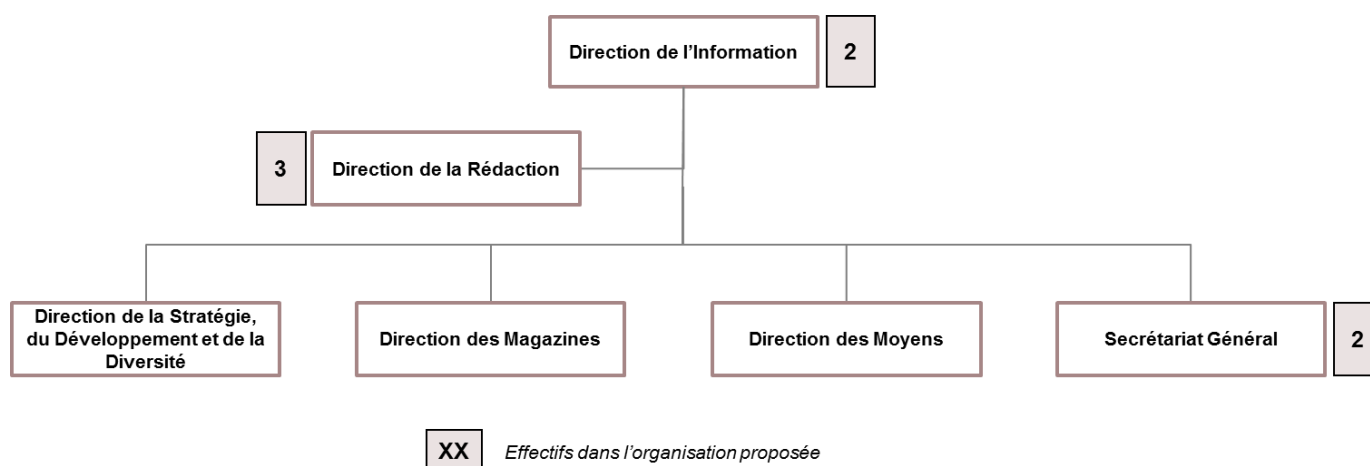 Direction de l’Information
2
3
Direction de la Rédaction
Direction de la Stratégie,
du Développement et de la
Diversité
Direction des Magazines
Direction des Moyens
Secrétariat Général
2
XX
Effectifs dans l’organisation proposée